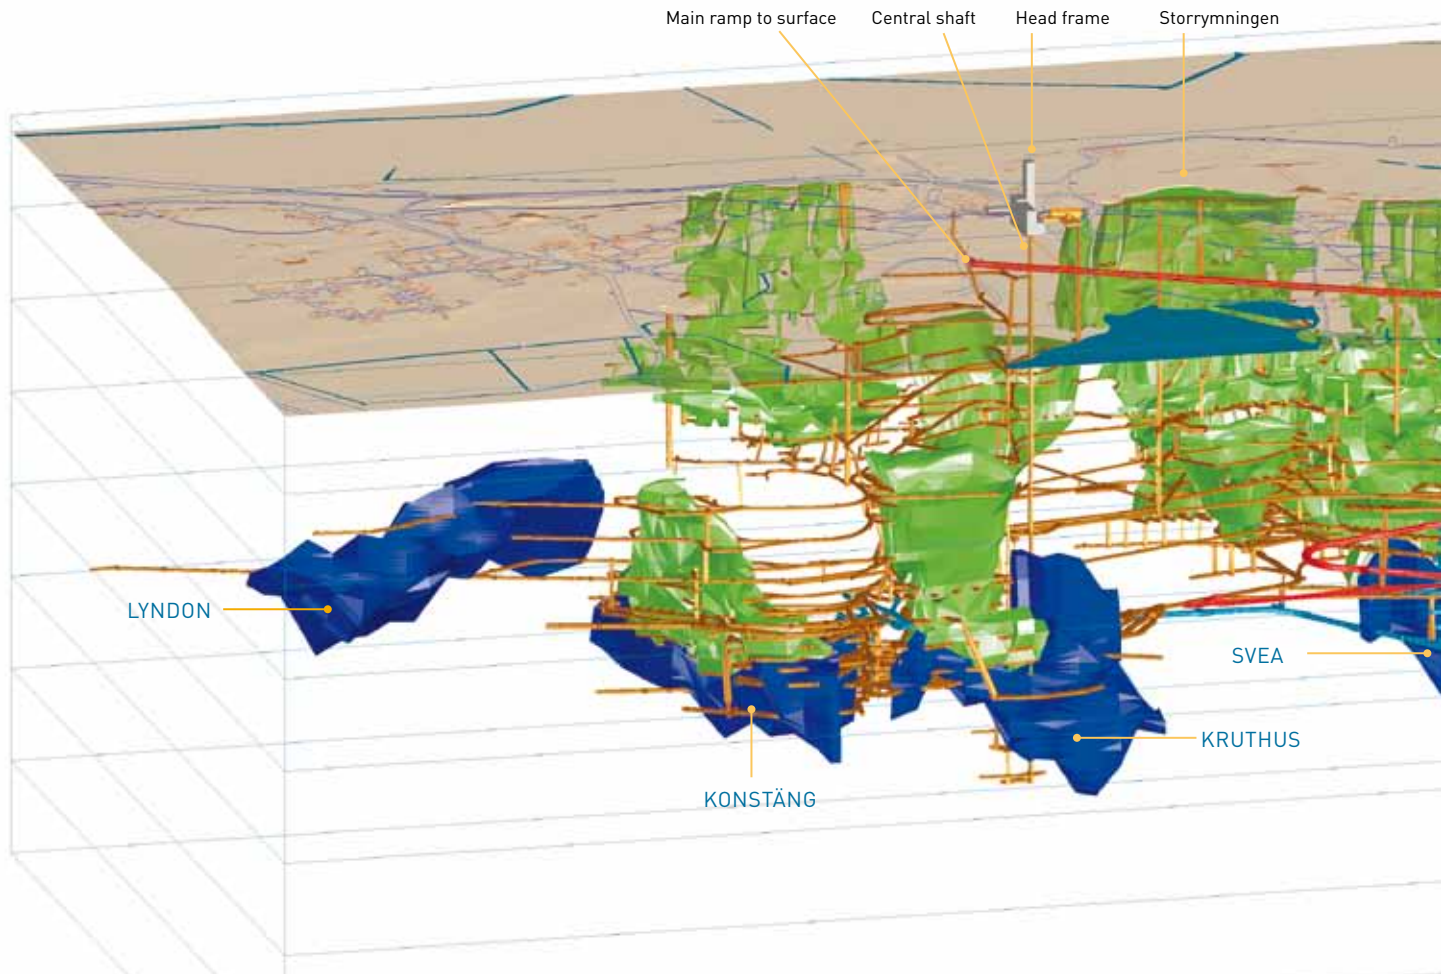 Main ramp to surface
Central shaft
Head frame
Storrymningen
LYNDON
SVEA
KRUTHUS
KONSTÄNG